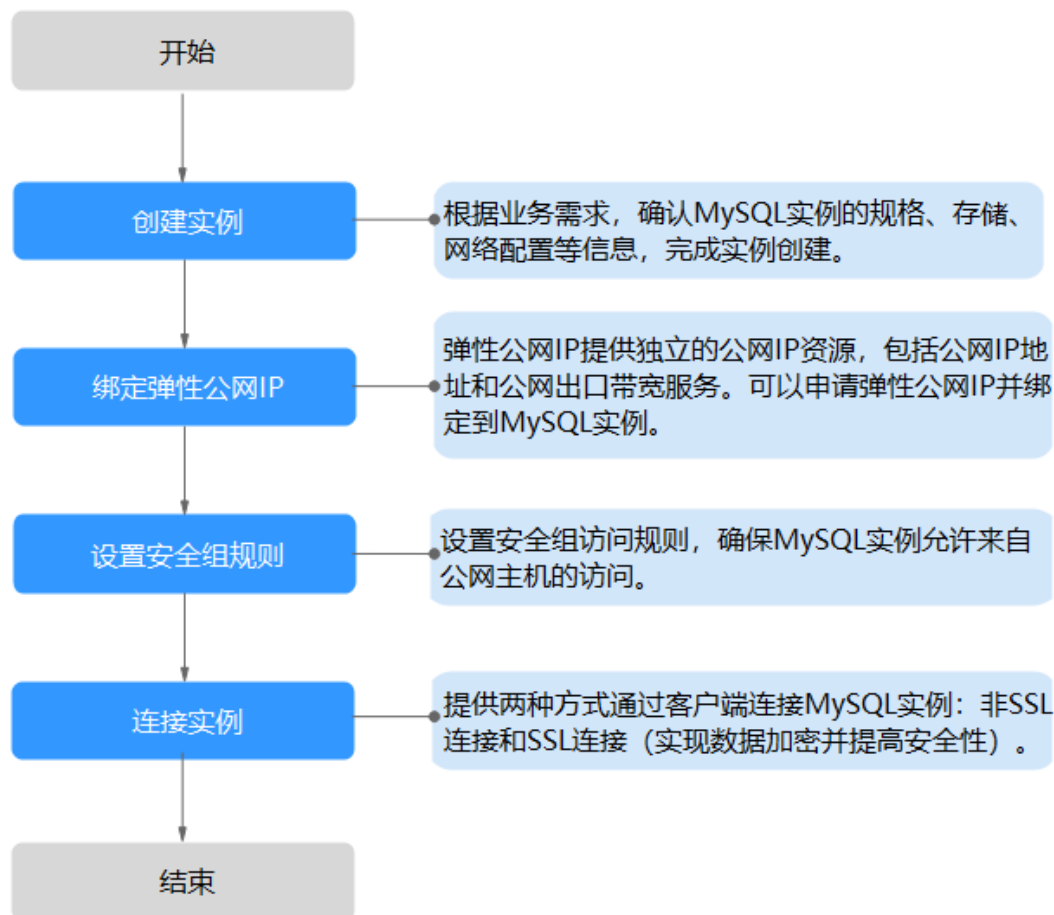 开始
创建实例
根据业务需求，确认MySQL实例的规格、存储、
网络配置等信息，完成实例创建。
绑定弹性公网IP
弹性公网IP提供独立的公网IP资源，包括公网IP地
址和公网出口带宽服务。可以申请弹性公网IP并绑
定到MySQL实例。
设置安全组规则
设置安全组访问规则，确保MySQL实例允许来自
公网主机的访问。
连接实例
提供两种方式通过客户端连接MySQL实例：非SSL
连接和SSL连接（实现数据加密并提高安全性）。
结束